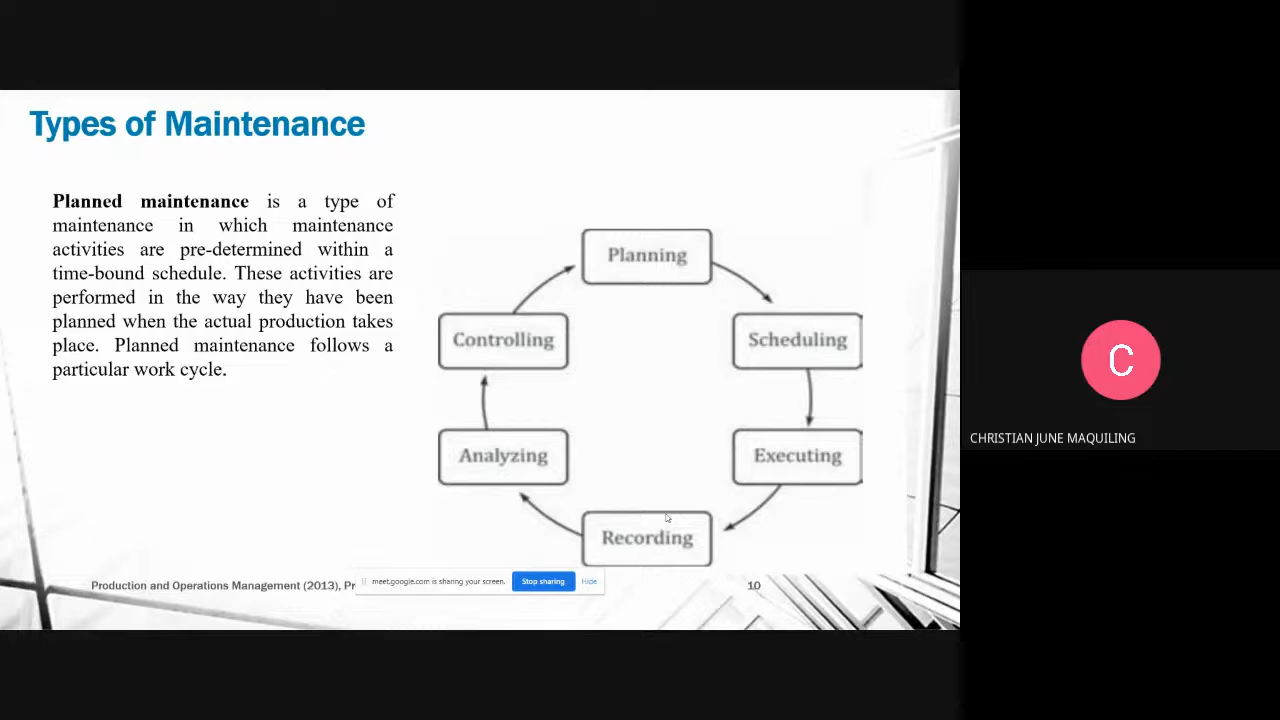 Types of Maintenance
Planned maintenance is a type of
maintenance in which maintenance
activities are pre-determined within a
time-bound schedule. These activities are
performed in the way they have been
planned when the actual production takes
place. Planned maintenance follows a
particular work cycle.
Planning
Controlling
Scheduling
Analyzing
Executing
Recording
Production and Operations Management (2013), Pr
meet.google.com is sharing your screen.
Stop sharing
Hide
10
C
CHRISTIAN JUNE MAQUILING